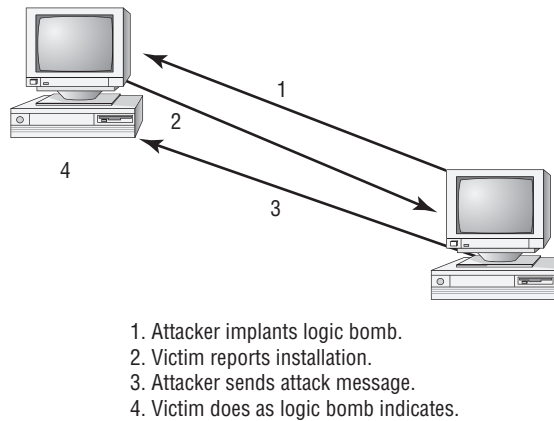 1
2
3
4
1. Attacker implants logic bomb.
2. Victim reports installation.
3. Attacker sends attack message.
4. Victim does as logic bomb indicates.